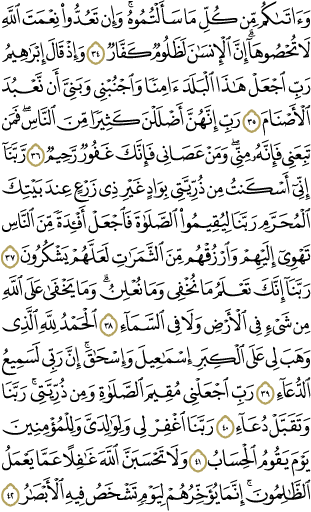 وَءَاتَىٰكُم مِّن كُلِّ مَا سَأَلْتُمُوهُ ۚ وَإِن تَعُدُّوا۟ نِعْمَتَ ٱللَّهِ
لَا تُحْصُوهَآ ۗ إِنَّ ٱلْإِنسَٰنَ لَظَلُومٌ كَفَّارٌ ٣٤ وَإِذْ قَالَ إِبْرَٰهِيمُ
رَبِّ ٱجْعَلْ هَٰذَا ٱلْبَلَدَ ءَامِنًا وَٱجْنُبْنِى وَبَنِىَّ أَن نَّعْبُدَ
ٱلْأَصْنَامَ ٣٥ رَبِّ إِنَّهُنَّ أَضْلَلْنَ كَثِيرًا مِّنَ ٱلنَّاسِ ۖ فَمَن
تَبِعَنِى فَإِنَّهُۥ مِنِّى ۖ وَمَنْ عَصَانِى فَإِنَّكَ غَفُورٌ رَّحِيمٌ ٣٦ رَّبَّنَآ
إِنِّىٓ أَسْكَنتُ مِن ذُرِّيَّتِى بِوَادٍ غَيْرِ ذِى زَرْعٍ عِندَ بَيْتِكَ
ٱلْمُحَرَّمِ رَبَّنَا لِيُقِيمُوا۟ ٱلصَّلَوٰةَ فَٱجْعَلْ أَفْـِٔدَةً مِّنَ ٱلنَّاسِ
تَهْوِىٓ إِلَيْهِمْ وَٱرْزُقْهُم مِّنَ ٱلثَّمَرَٰتِ لَعَلَّهُمْ يَشْكُرُونَ ٣٧
رَبَّنَآ إِنَّكَ تَعْلَمُ مَا نُخْفِى وَمَا نُعْلِنُ ۗ وَمَا يَخْفَىٰ عَلَى ٱللَّهِ
مِن شَىْءٍ فِى ٱلْأَرْضِ وَلَا فِى ٱلسَّمَآءِ ٣٨ ٱلْحَمْدُ لِلَّهِ ٱلَّذِى
وَهَبَ لِى عَلَى ٱلْكِبَرِ إِسْمَٰعِيلَ وَإِسْحَٰقَ ۚ إِنَّ رَبِّى لَسَمِيعُ
ٱلدُّعَآءِ ٣٩ رَبِّ ٱجْعَلْنِى مُقِيمَ ٱلصَّلَوٰةِ وَمِن ذُرِّيَّتِى ۚ رَبَّنَا
وَتَقَبَّلْ دُعَآءِ ٤٠ رَبَّنَا ٱغْفِرْ لِى وَلِوَٰلِدَىَّ وَلِلْمُؤْمِنِينَ
يَوْمَ يَقُومُ ٱلْحِسَابُ ٤١ وَلَا تَحْسَبَنَّ ٱللَّهَ غَٰفِلًا عَمَّا يَعْمَلُ
ٱلظَّٰلِمُونَ ۚ إِنَّمَا يُؤَخِّرُهُمْ لِيَوْمٍ تَشْخَصُ فِيهِ ٱلْأَبْصَٰرُ ٤٢